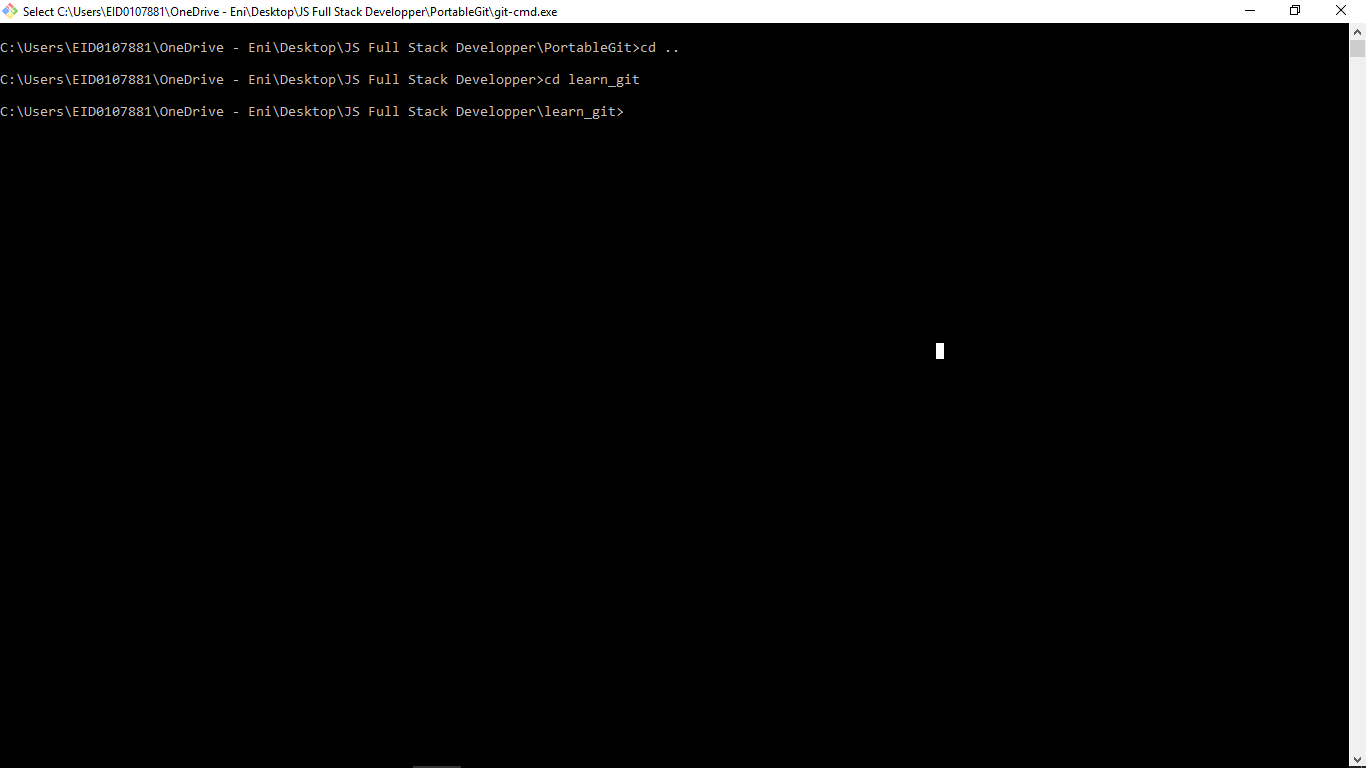 Select C:\Users\EID0107881\OneDrive - Eni\Desktop\JS Full Stack Developper\PortableGit\git-cmd.exe
C:\Users\EID0107881\OneDrive - Eni\Desktop\JS Full Stack Developper\PortableGit>cd ..
C:\Users\EID0107881\OneDrive - Eni\Desktop\JS Full Stack Developper>cd learn_git
C:\Users\EID0107881\OneDrive - Eni\Desktop\JS Full Stack Developper\learn_git>